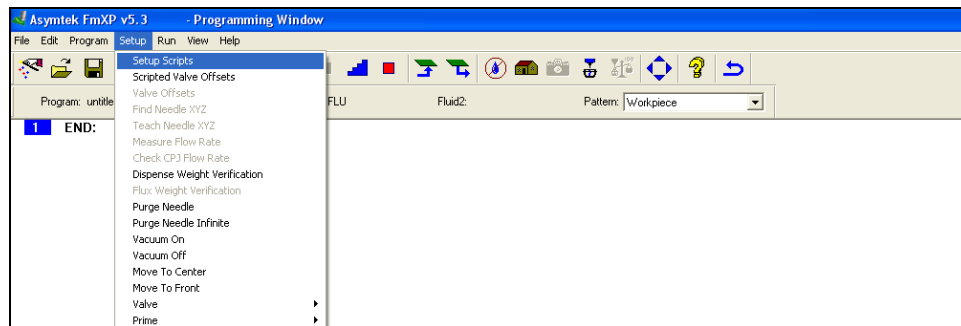 Asymtek FmXP v5.3 - Programming Window
File Edit Program Setup Run View Help
Setup Scripts
Scripted Valve Offsets
Program: untitle FLU Fluid2: Pattern: Workpiece
Valve Offsets
Find Needle XYZ
1 END:
Teach Needle XYZ
Measure Flow Rate
Check CPJ Flow Rate
Dispense Weight Verification
Flux Weight Verification
Purge Needle
Purge Needle Infinite
Vacuum On
Vacuum Off
Move To Center
Move To Front
Valve
Prime